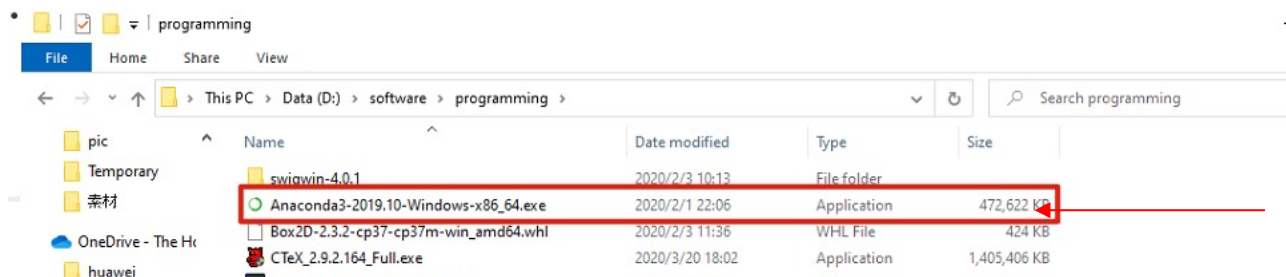 programming
File Home Share View
This PC > Data (D:) > software > programming > Search programming
pic
Temporary
素材
OneDrive - The Ho
huawei
Name Date modified Type Size
swigwin-4.0.1 2020/2/3 10:13 File folder
Anaconda3-2019.10-Windows-x86_64.exe 2020/2/1 22:06 Application 472,622 KB
Box2D-2.3.2-cp37-cp37m-win_amd64.whl 2020/2/3 11:36 WHL File 424 KB
CTeX_2.9.2.164_Full.exe 2020/3/20 18:02 Application 1,405,406 KB